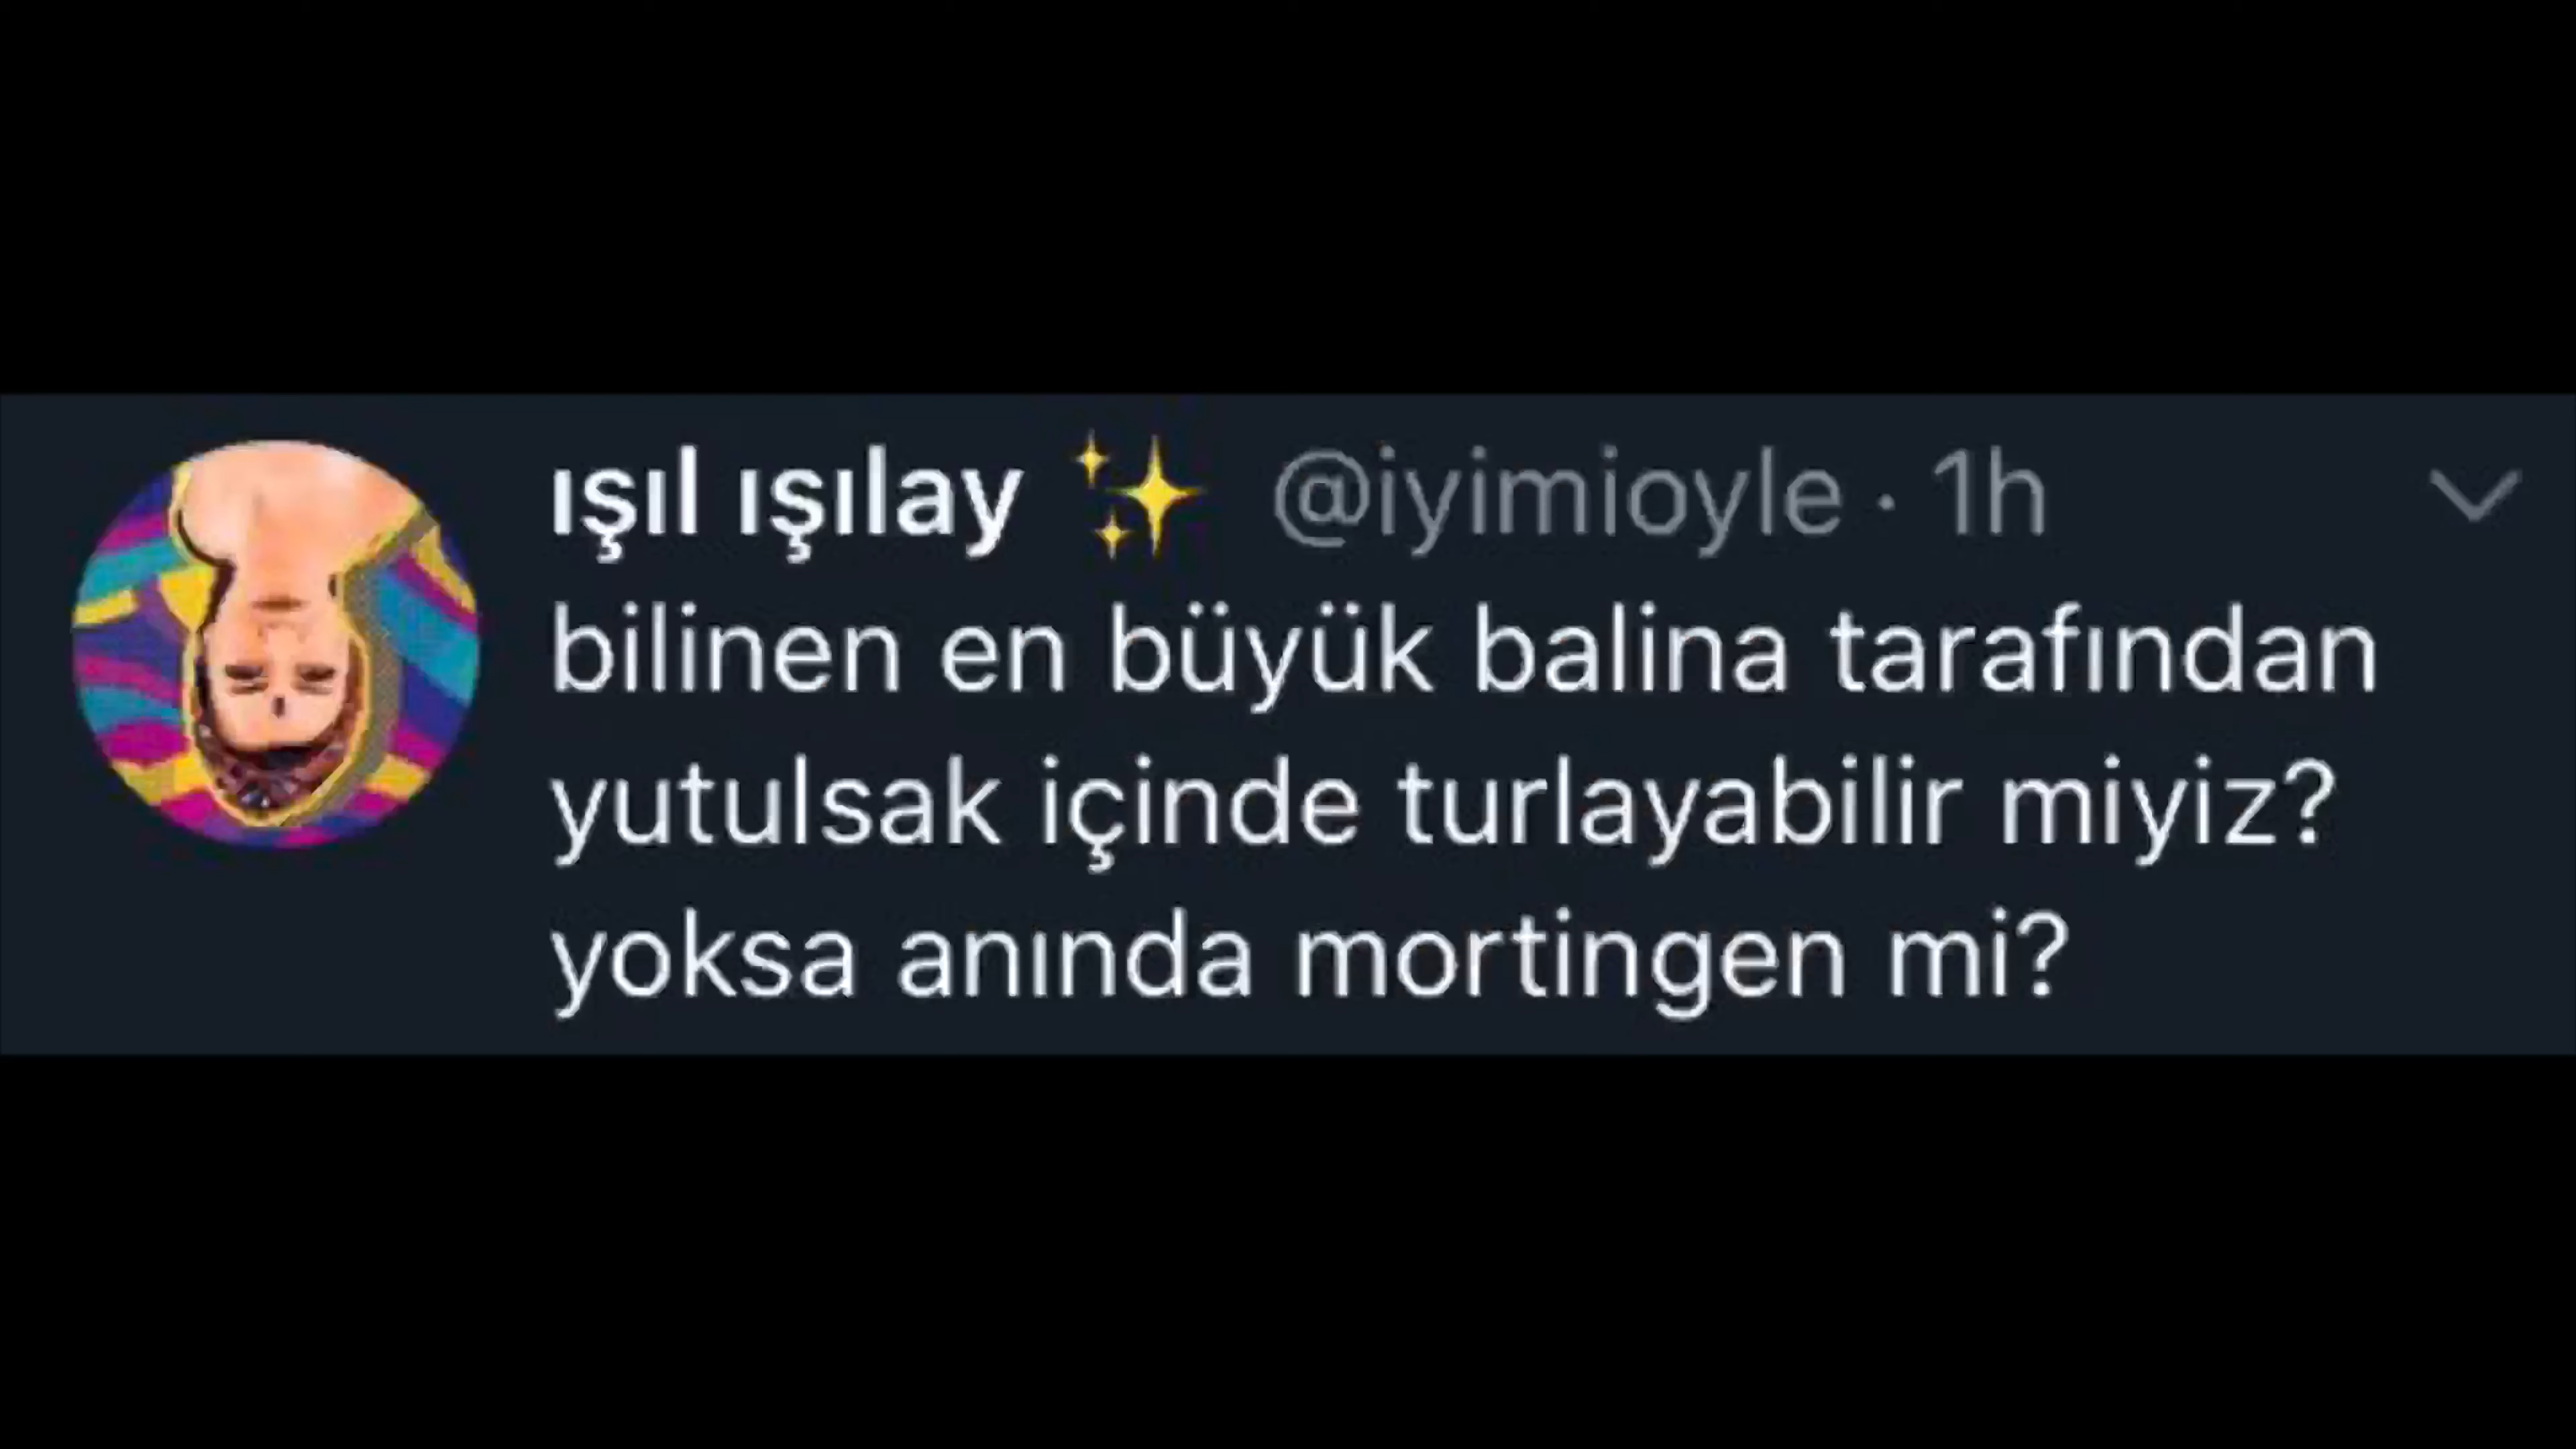 ışıl ışılay ✨ @iyimioyle · 1h
bilinen en büyük balina tarafından
yutulsak içinde turlayabilir miyiz?
yoksa anında mortingen mi?